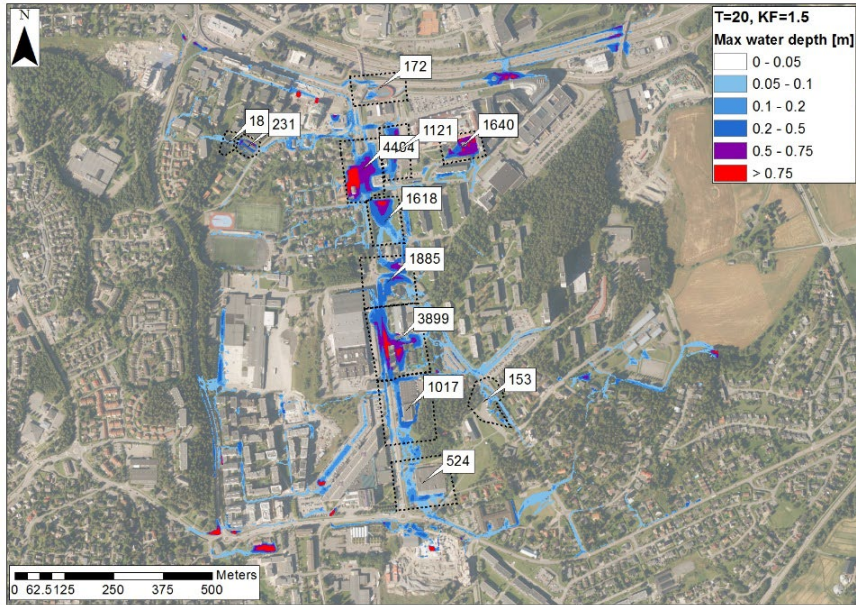 N
T=20, KF=1.5
Max water depth [m]
0 - 0.05
0.05 - 0.1
0.1 - 0.2
0.2 - 0.5
0.5 - 0.75
> 0.75
172
18
231
1121
1640
4404
1618
1885
3899
1017
153
524
Meters
0 62.5125 250 375 500